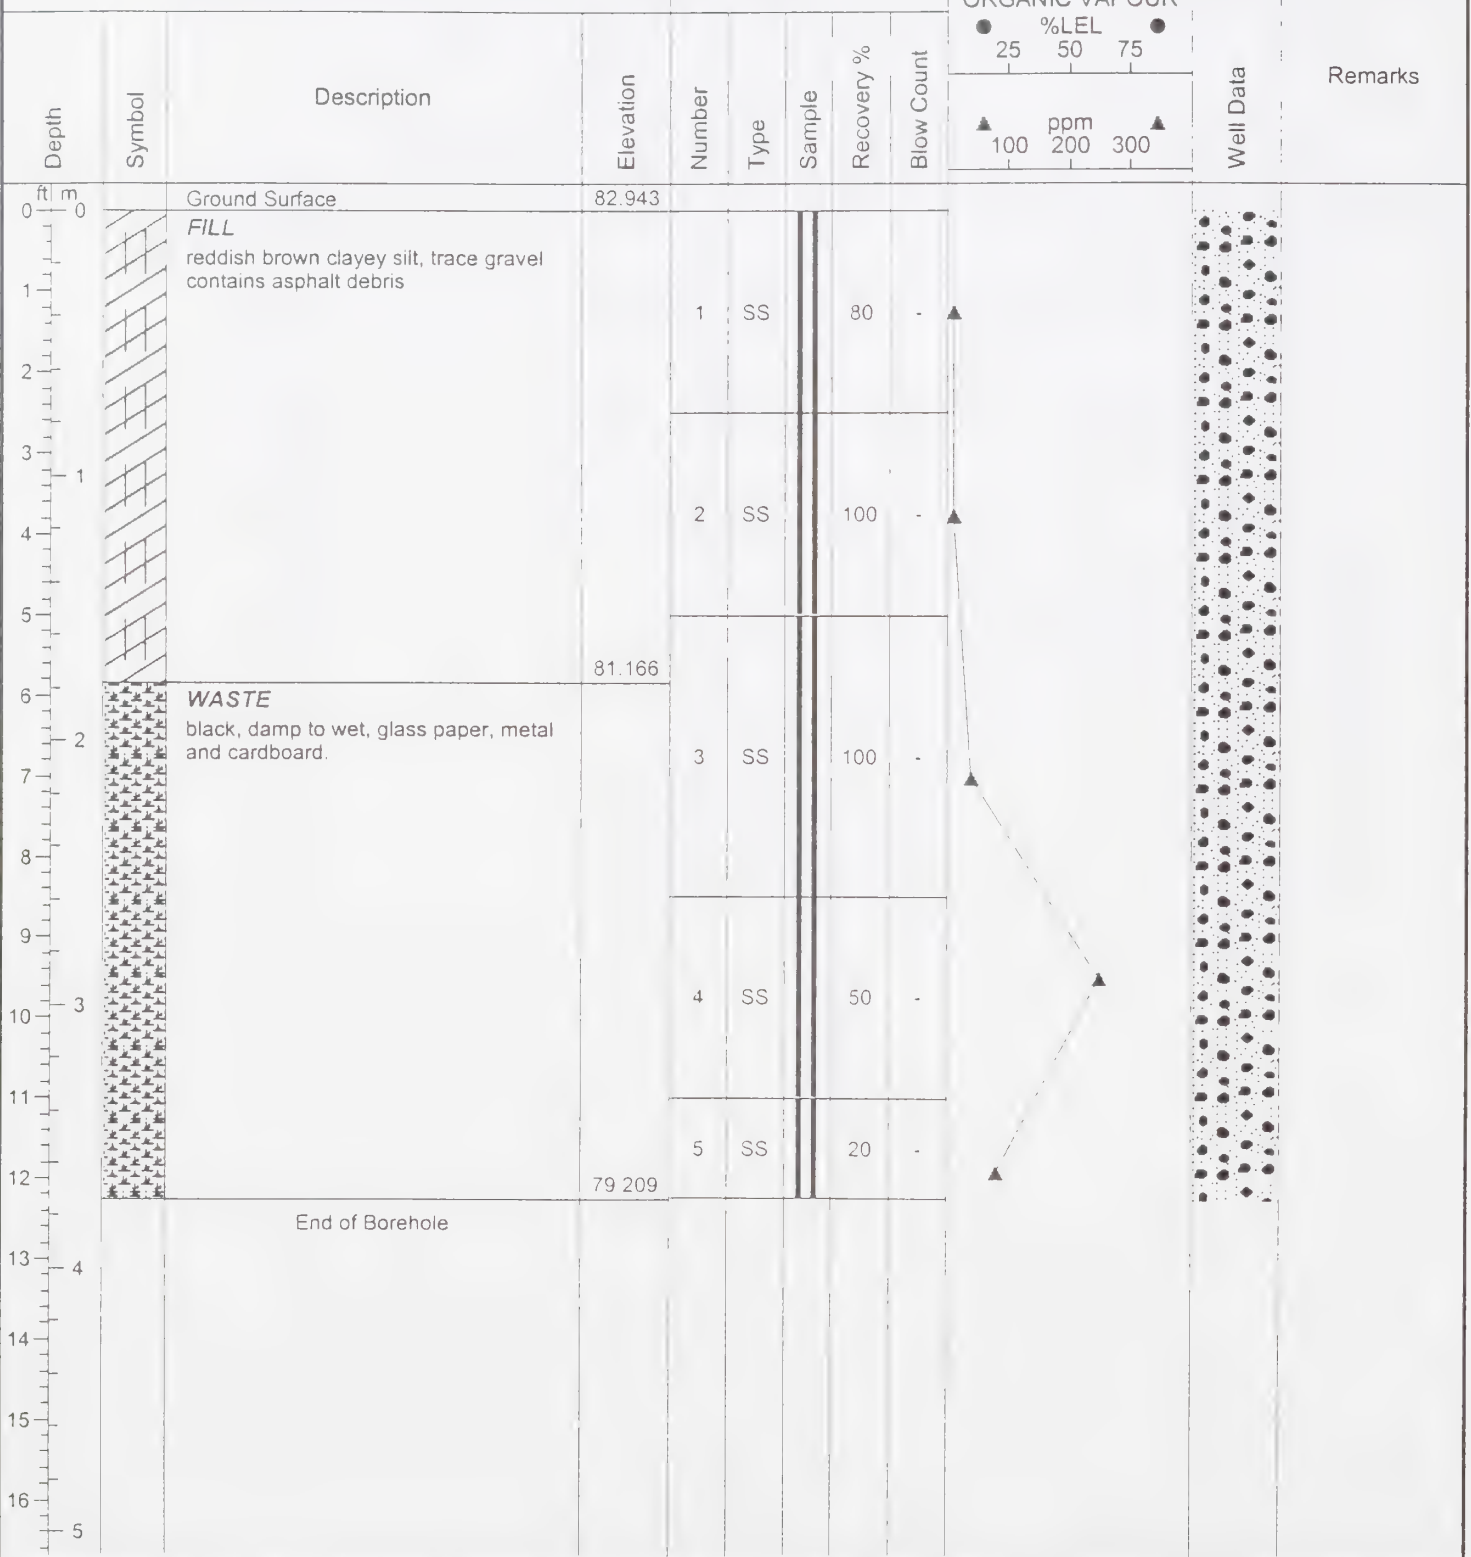 ORGANIC VAPOUR
%LEL
25 50 75
ppm
100 200 300
Depth
Symbol
Description
Elevation
Number
Type
Sample
Recovery %
Blow Count
Well Data
Remarks
ft m
0 0
Ground Surface 82.943
FILL
reddish brown clayey silt, trace gravel
contains asphalt debris
1
1 SS 80 -
2
3
1
2 SS 100 -
4
5
81.166
6
WASTE
black, damp to wet, glass paper, metal
and cardboard.
2
3 SS 100 -
7
8
9
4 SS 50 -
3
10
11
5 SS 20 -
12
79 209
End of Borehole
13
4
14
15
16
5